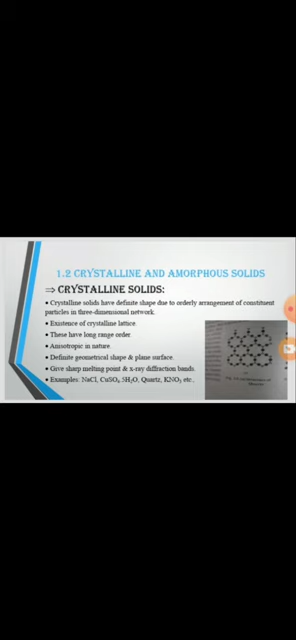 1.2 CRYSTALLINE AND AMORPHOUS SOLIDS
⇒ CRYSTALLINE SOLIDS:
• Crystalline solids have definite shape due to orderly arrangement of constituent
particles in three-dimensional network.
• Existence of crystalline lattice.
• These have long range order.
• Anisotropic in nature.
• Definite geometrical shape & plane surface.
• Give sharp melting point & x-ray diffraction bands.
• Examples: NaCl, CuSO₄.5H₂O, Quartz, KNO₃ etc..